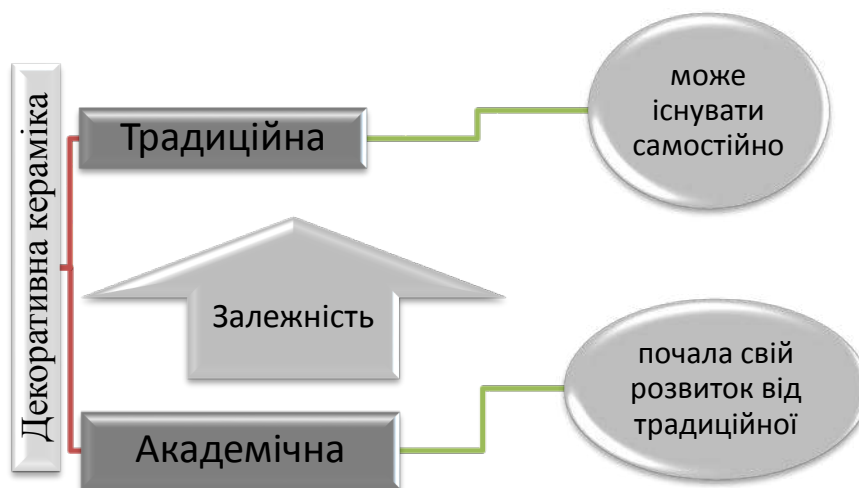 Декоративна кераміка
Традиційна
може
існувати
самостійно
Залежність
почала свій
розвиток від
традиційної
Академічна